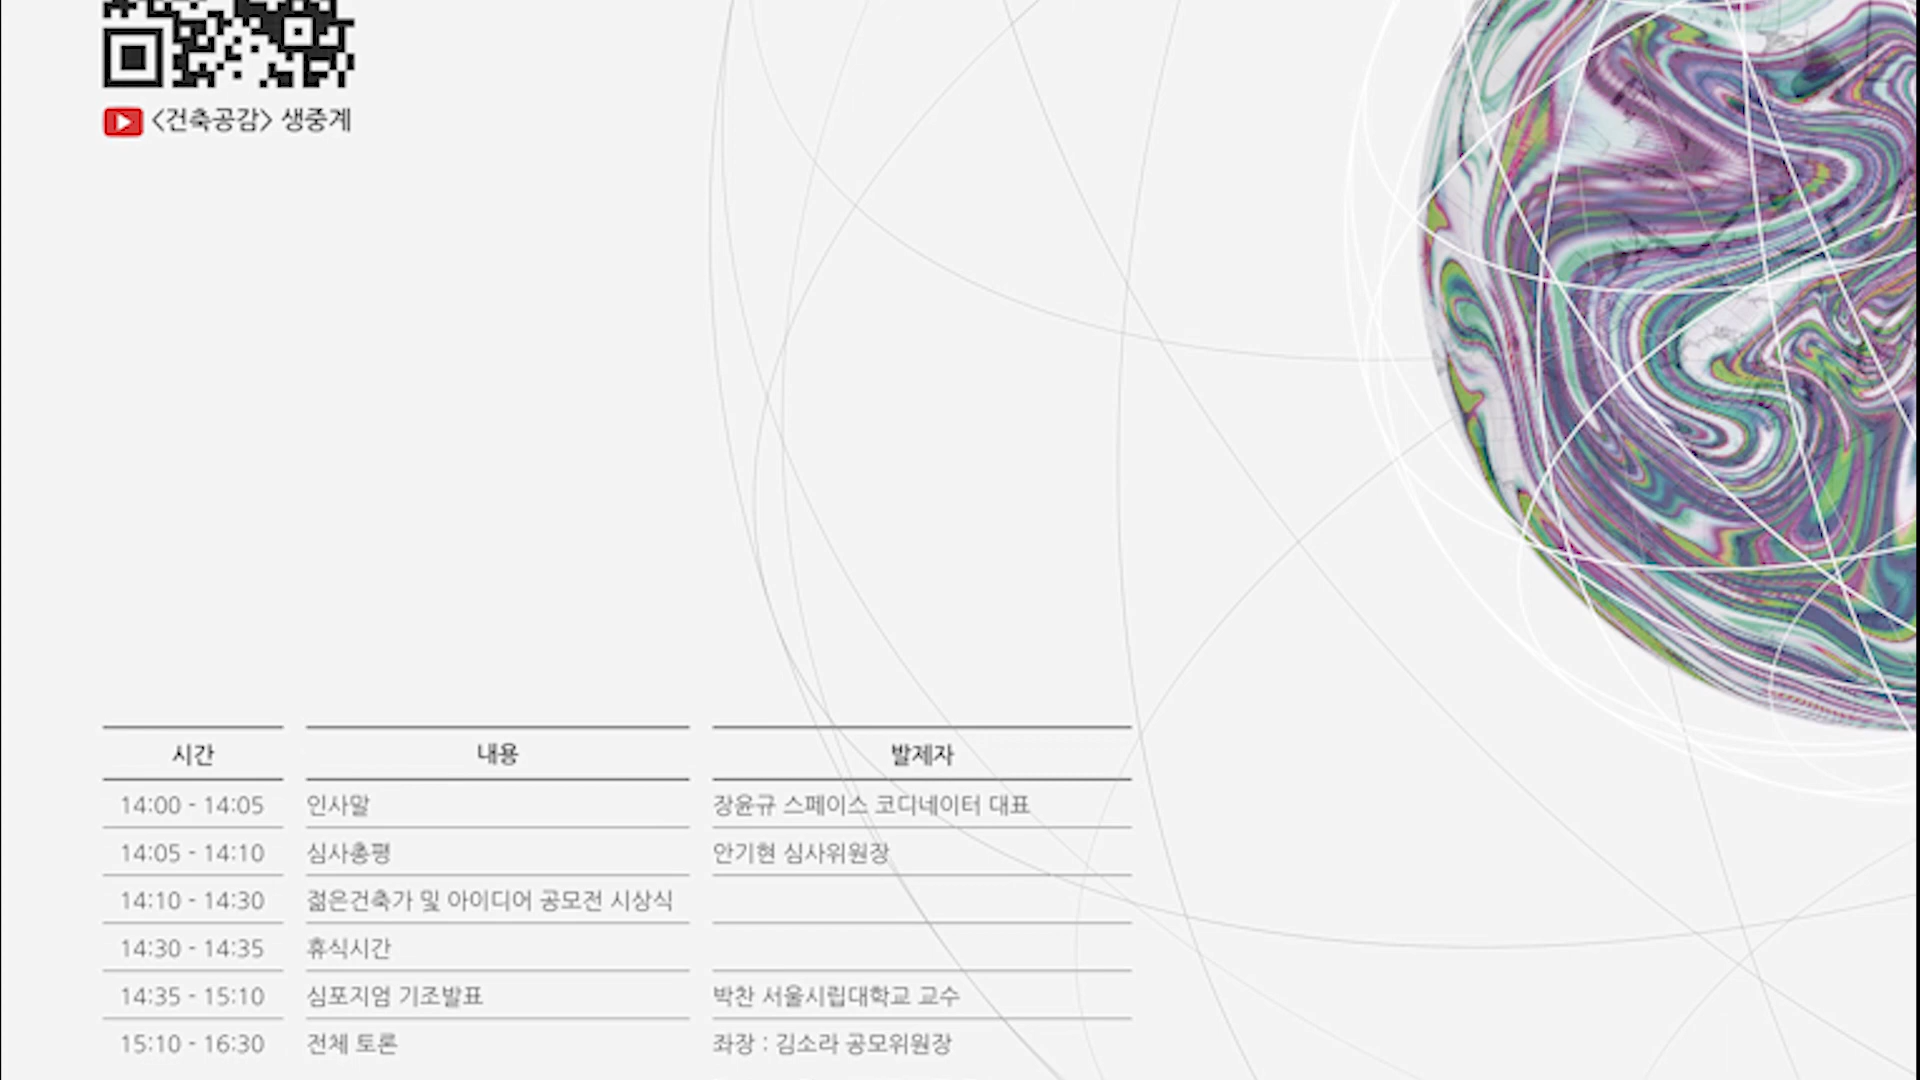 <건축공감> 생중계
시간 내용 발제자
14:00 - 14:05 인사말 장윤규 스페이스 코디네이터 대표
14:05 - 14:10 심사총평 안기현 심사위원장
14:10 - 14:30 젊은건축가 및 아이디어 공모전 시상식
14:30 - 14:35 휴식시간
14:35 - 15:10 심포지엄 기조발표 박찬 서울시립대학교 교수
15:10 - 16:30 전체 토론 좌장 : 김소라 공모위원장